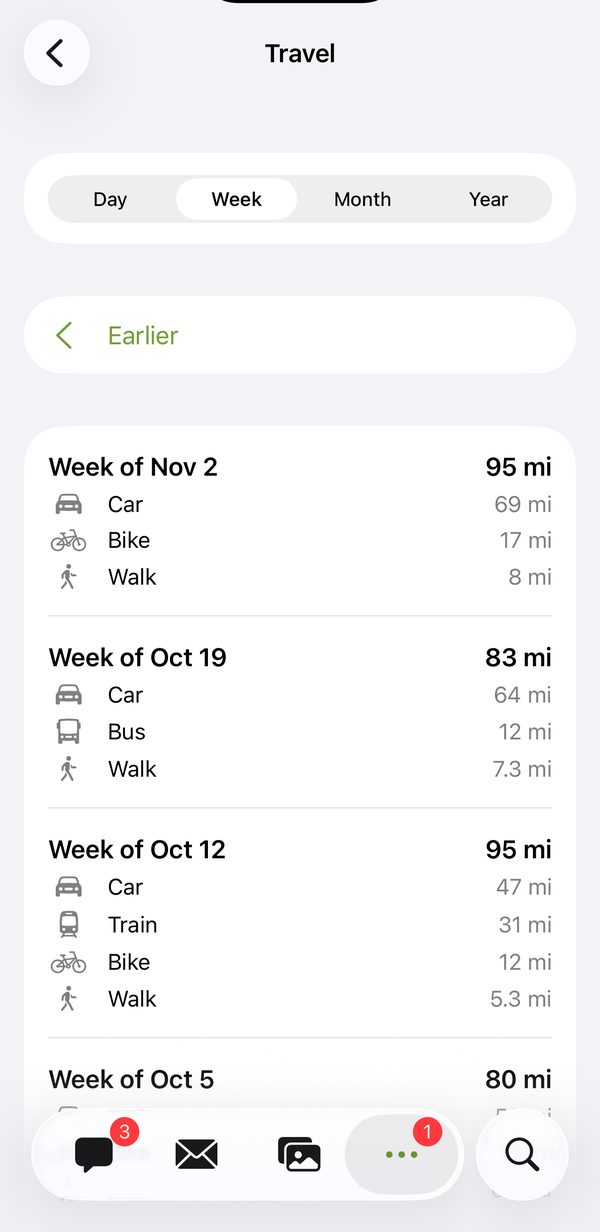 Travel
Day Week Month Year
Earlier
Week of Nov 2 95 mi
Car 69 mi
Bike 17 mi
Walk 8 mi
Week of Oct 19 83 mi
Car 64 mi
Bus 12 mi
Walk 7.3 mi
Week of Oct 12 95 mi
Car 47 mi
Train 31 mi
Bike 12 mi
Walk 5.3 mi
Week of Oct 5 80 mi
3 1